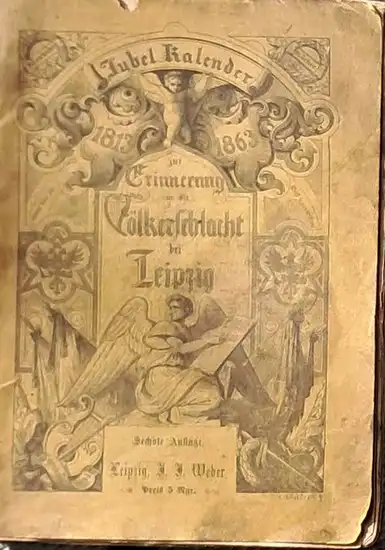 Jubel Kalender
1813 1863
zur
Erinnerung
an die
Völkerschlacht
bei
Leipzig
Sechste Auflage.
Leipzig, J. J. Weber.
Preis 5 Ngr.